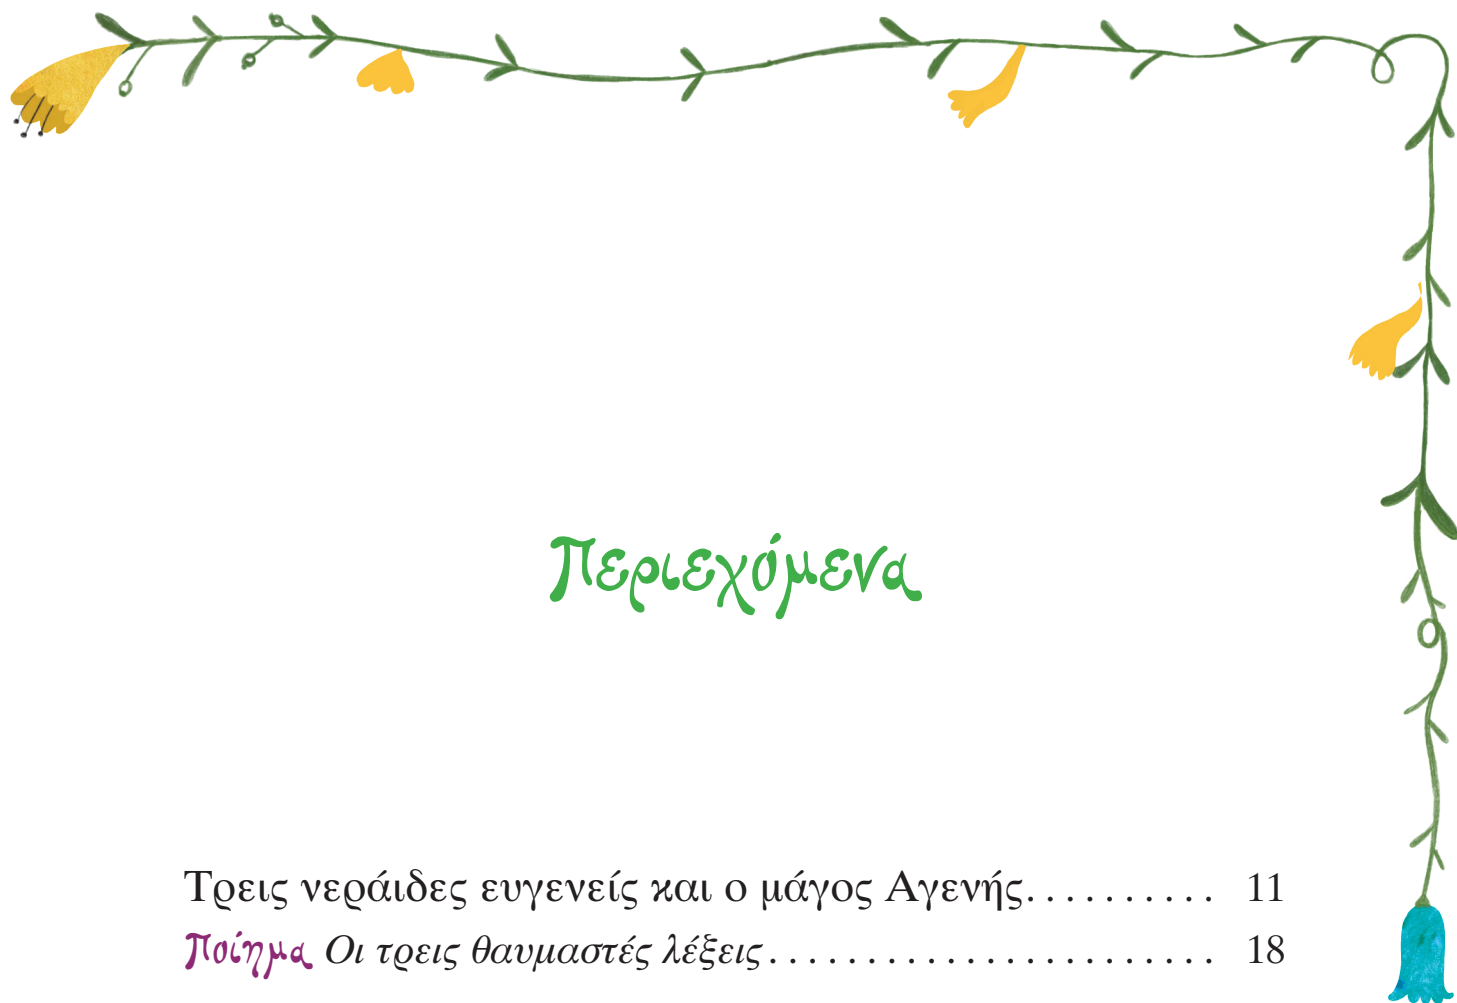 Περιεχόμενα
Τρεις νεράιδες ευγενείς και ο μάγος Αγενής.......... 11
Ποίημα Οι τρεις θαυμαστές λέξεις....................... 18